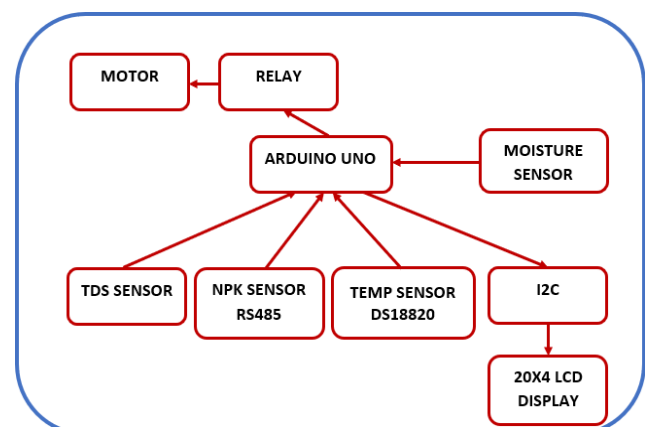 MOTOR
RELAY
ARDUINO UNO
MOISTURE
SENSOR
TDS SENSOR
NPK SENSOR
RS485
TEMP SENSOR
DS18820
I2C
20X4 LCD
DISPLAY